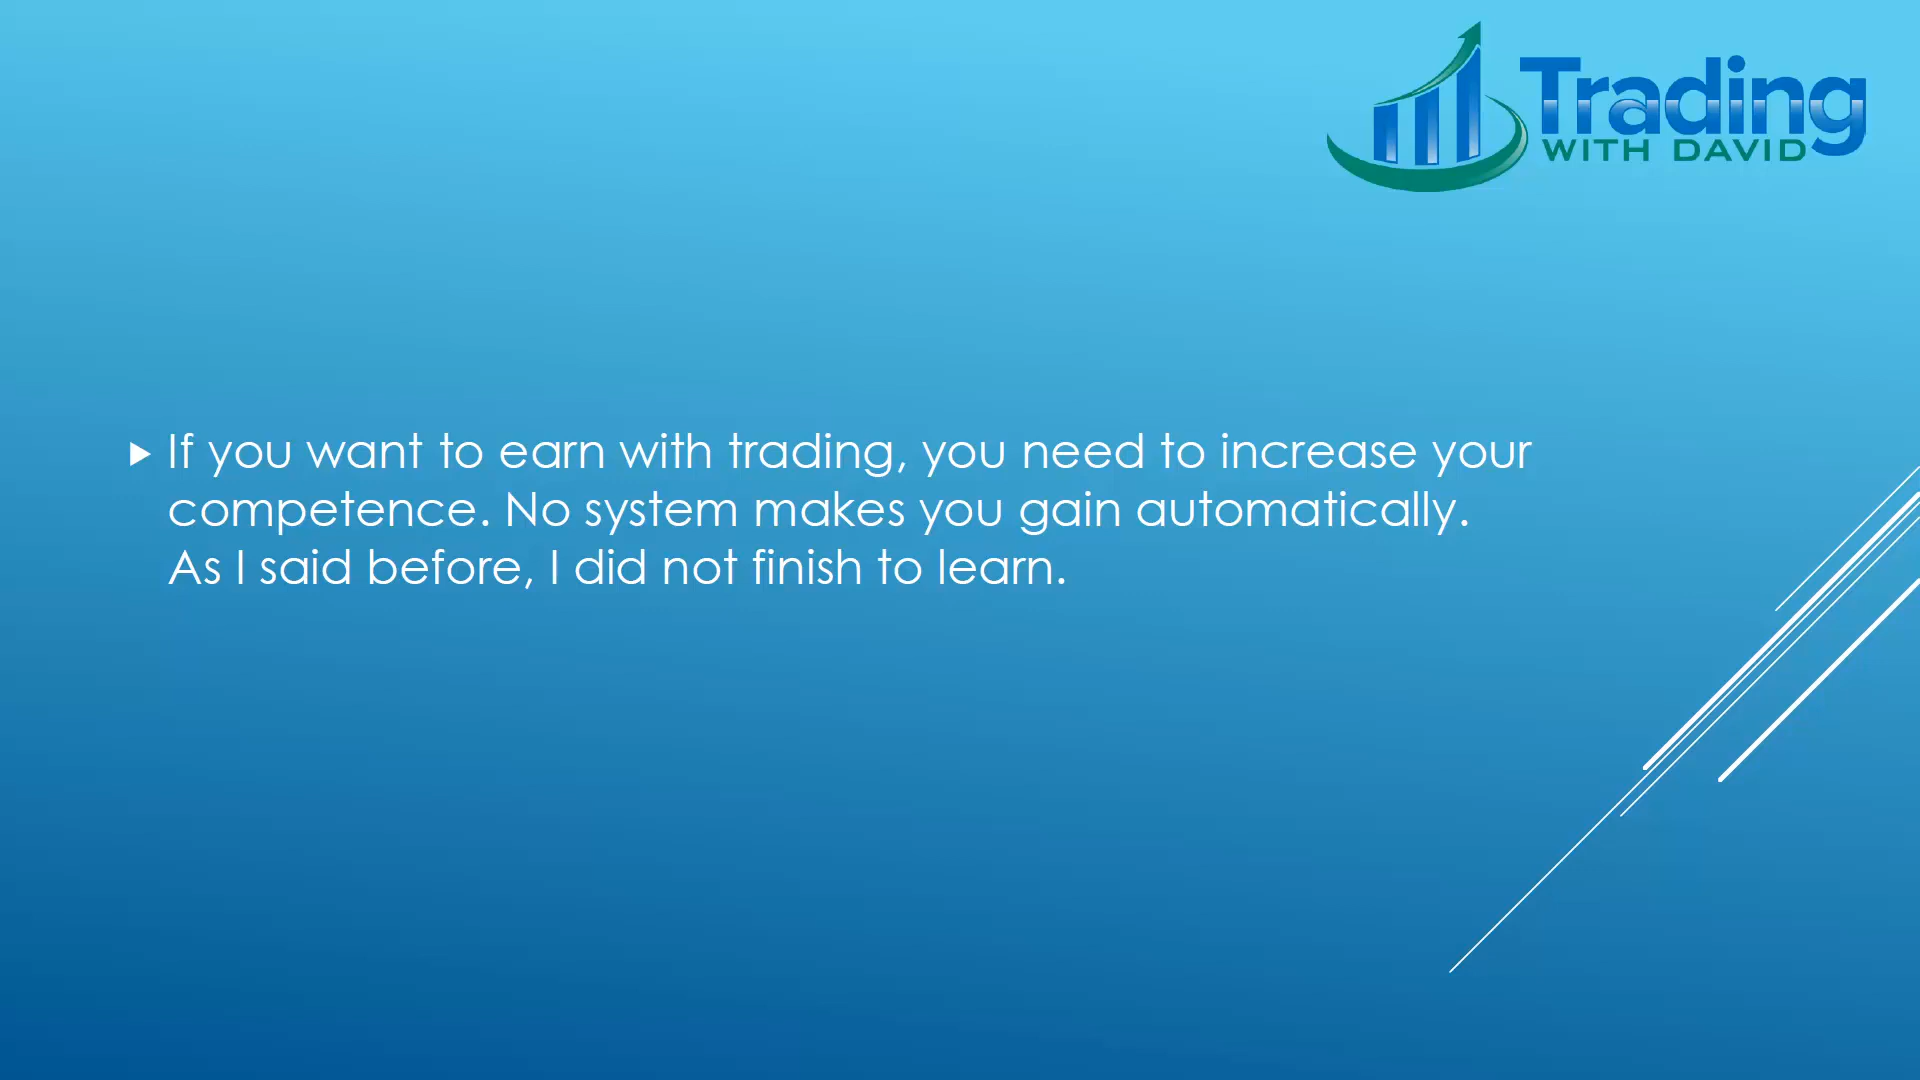 Trading
WITH DAVID
If you want to earn with trading, you need to increase your
competence. No system makes you gain automatically.
As I said before, I did not finish to learn.